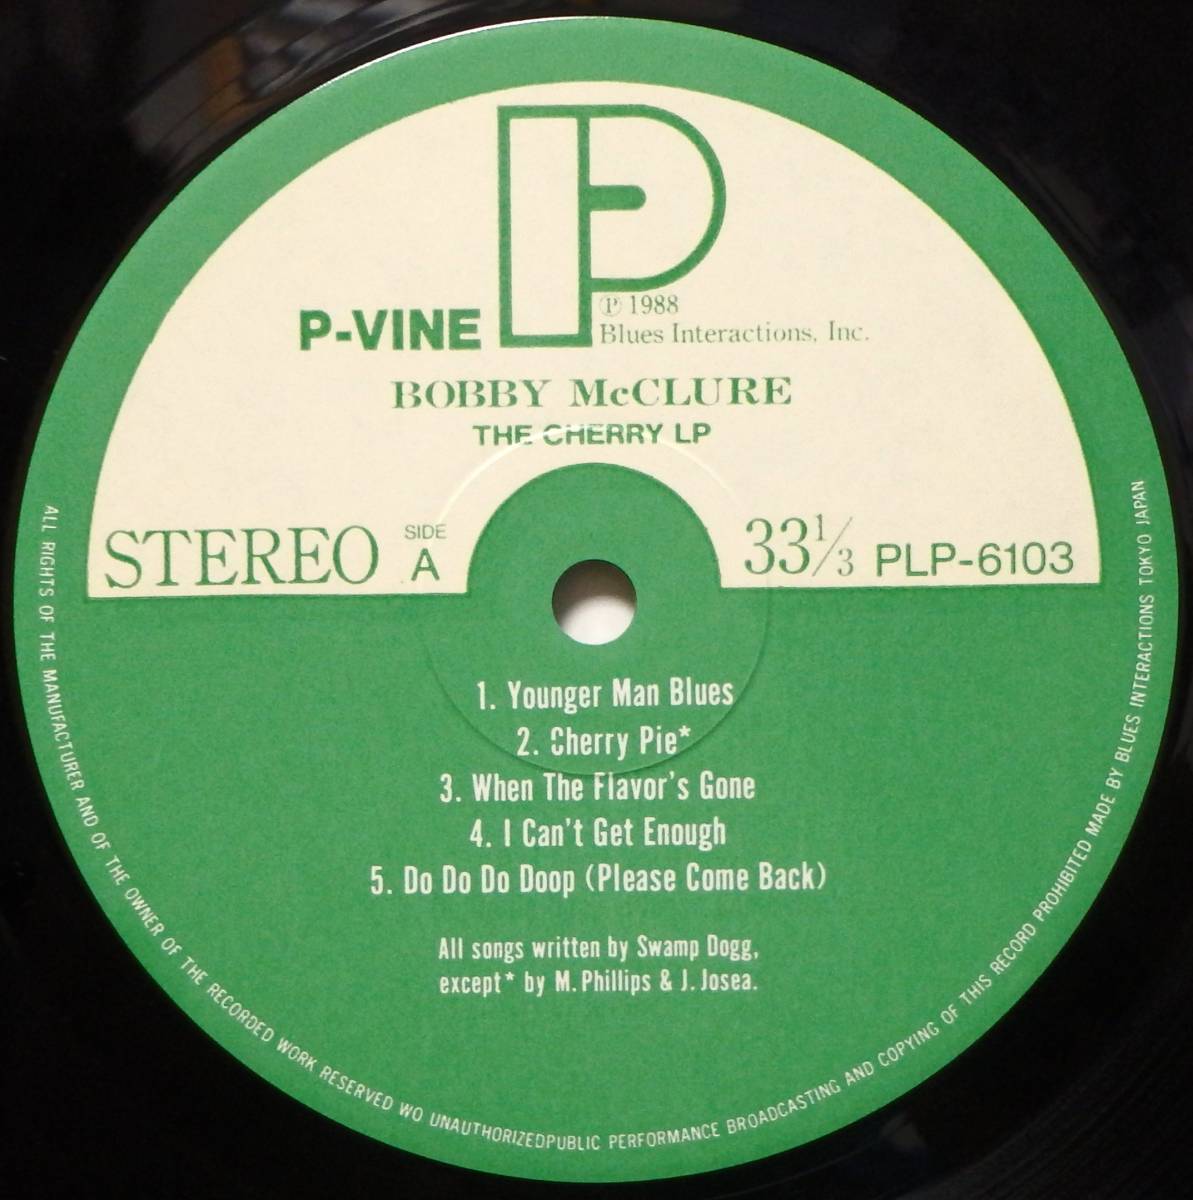 P
P-VINE
℗ 1988
Blues Interactions, Inc.
BOBBY McCLURE
THE CHERRY LP
STEREO SIDE A 33 1/3 PLP-6103
1. Younger Man Blues
2. Cherry Pie*
3. When The Flavor's Gone
4. I Can't Get Enough
5. Do Do Do Doop (Please Come Back)
All songs written by Swamp Dogg,
except* by M. Phillips & J. Josea.
ALL RIGHTS OF THE MANUFACTURER AND OF THE OWNER OF THE RECORDED WORK RESERVED WO UNAUTHORIZEDPUBLIC PERFORMANCE BROADCASTING AND COPYING OF THIS RECORD PROHIBITED MADE BY BLUES INTERACTIONS TOKYO JAPAN